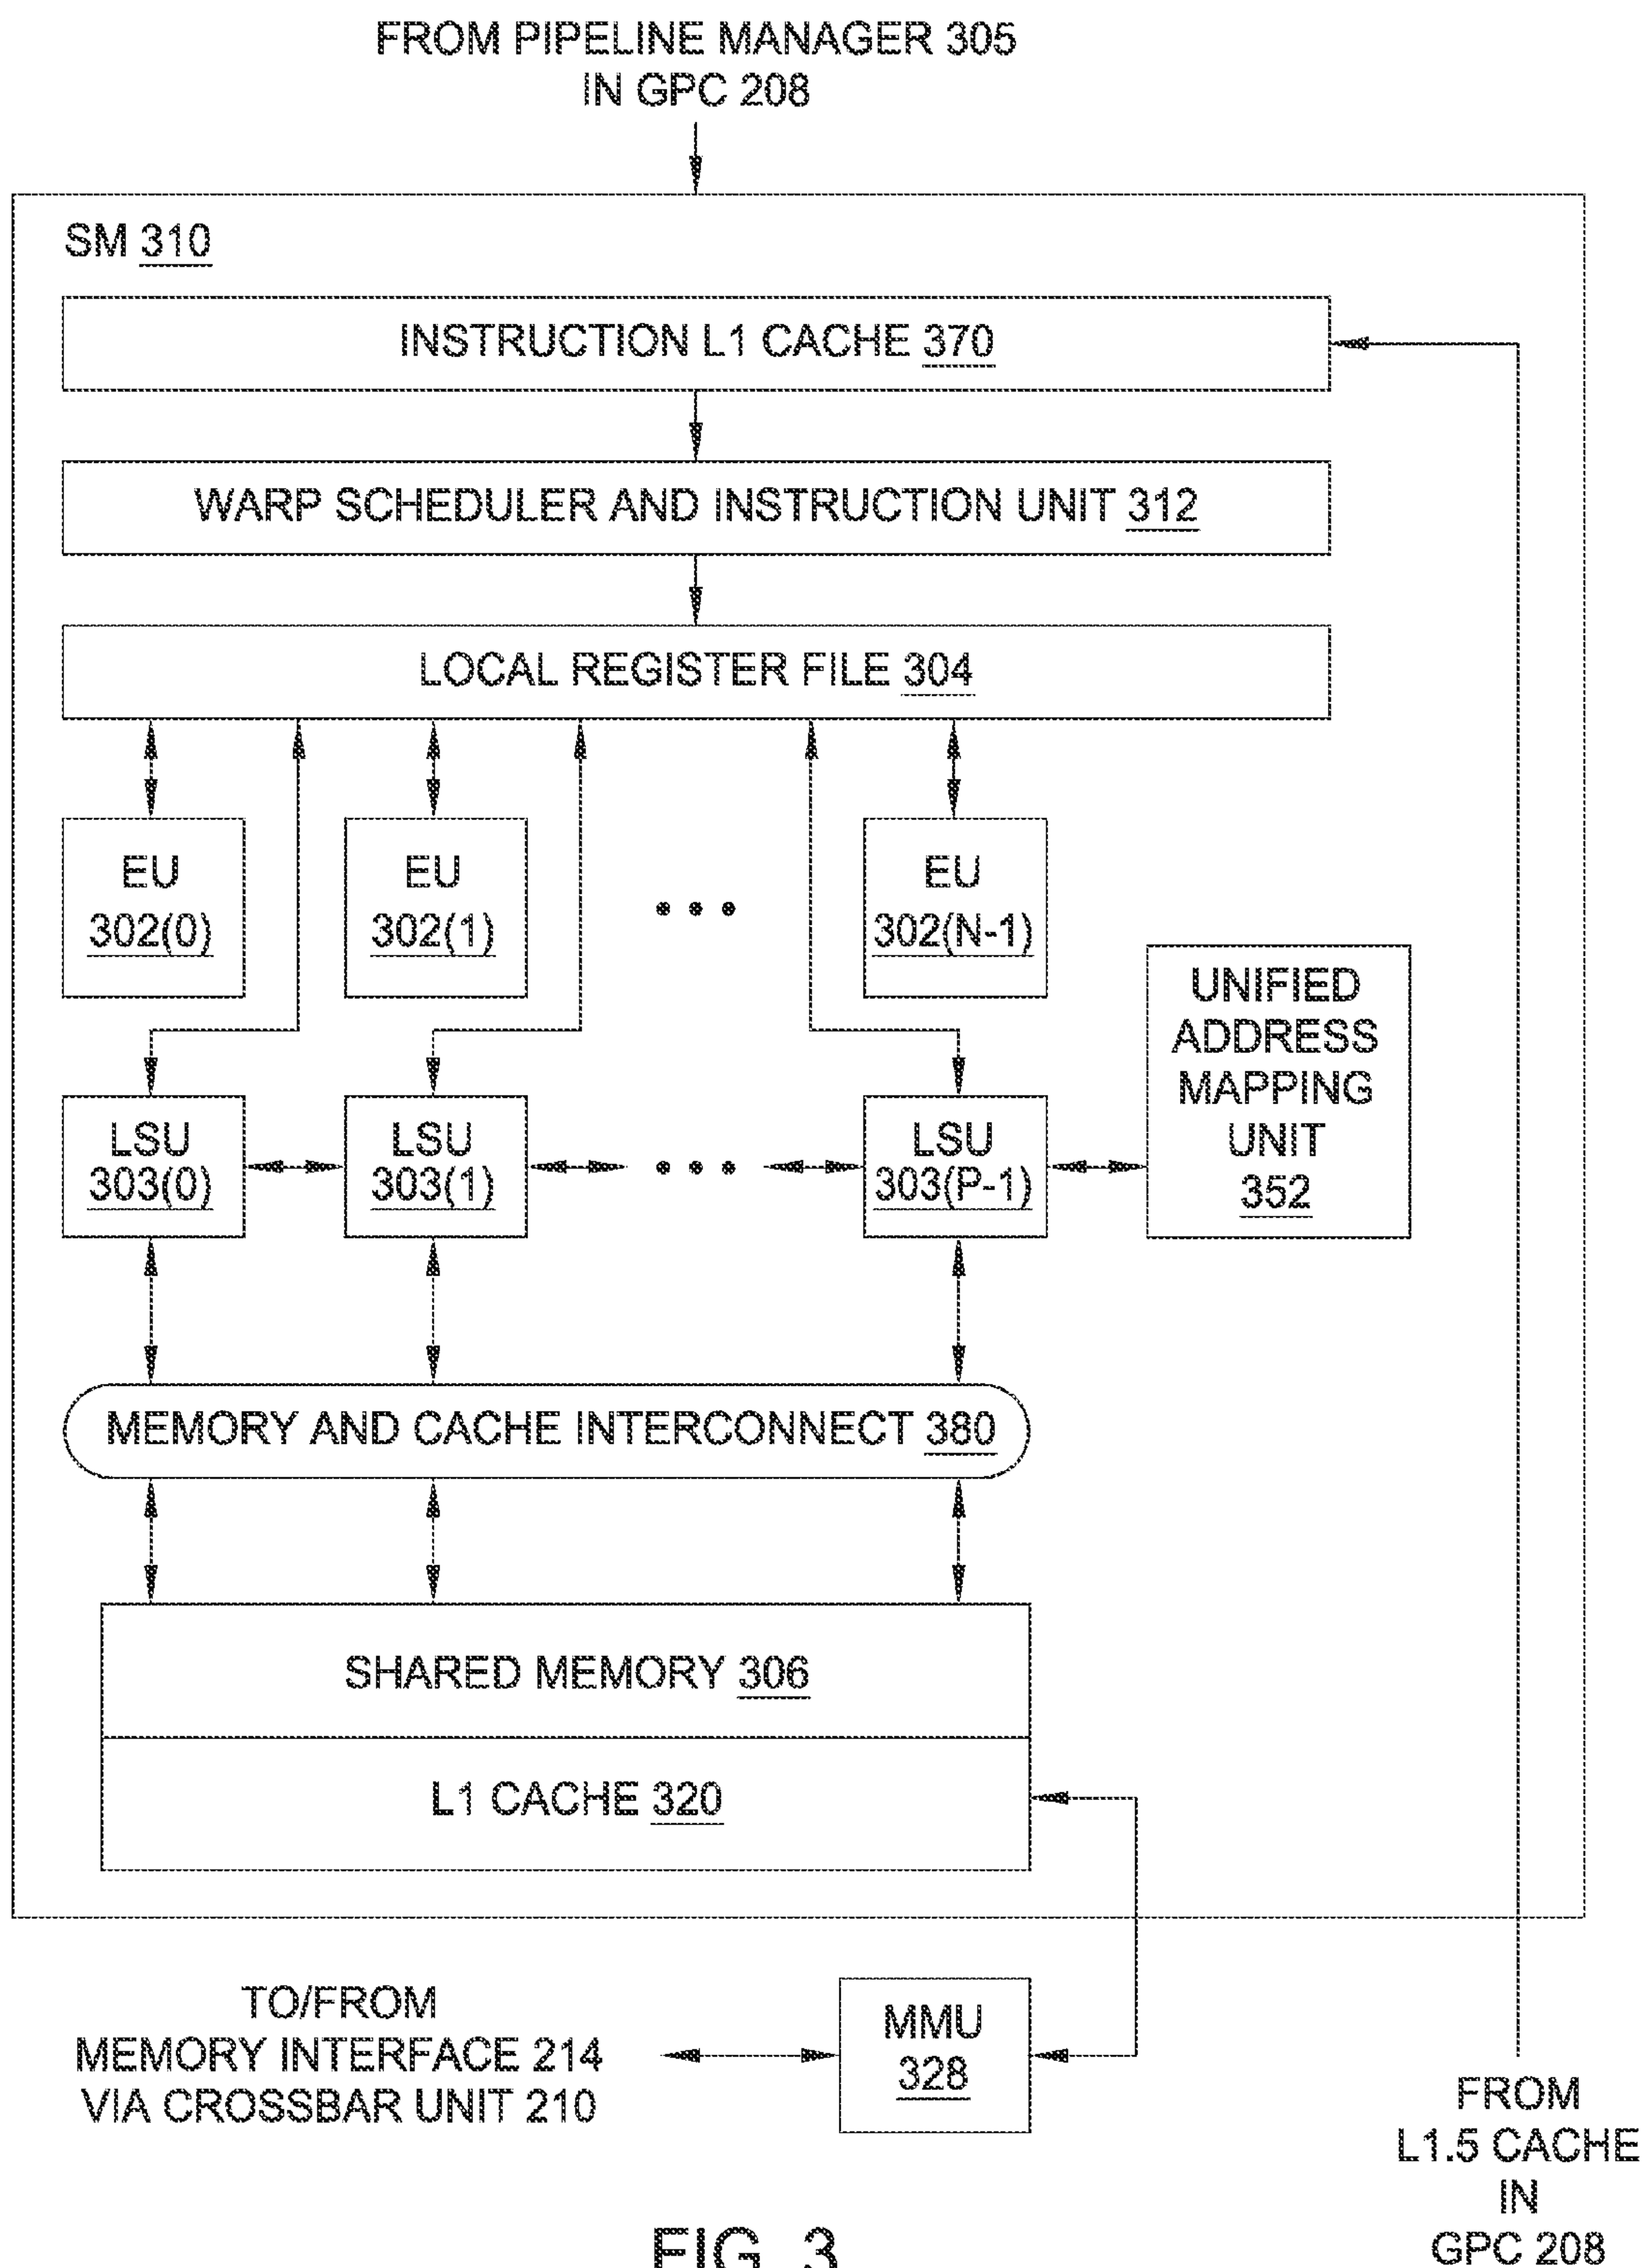 FROM PIPELINE MANAGER 305
IN GPC 208
SM 310
INSTRUCTION L1 CACHE 370
WARP SCHEDULER AND INSTRUCTION UNIT 312
LOCAL REGISTER FILE 304
EU
302(0)
EU
302(1)
• • •
EU
302(N-1)
UNIFIED
ADDRESS
MAPPING
UNIT
352
LSU
303(0)
LSU
303(1)
• • •
LSU
303(P-1)
MEMORY AND CACHE INTERCONNECT 380
SHARED MEMORY 306
L1 CACHE 320
TO/FROM
MEMORY INTERFACE 214
VIA CROSSBAR UNIT 210
MMU
328
FROM
L1.5 CACHE
IN
GPC 208
FIG. 3